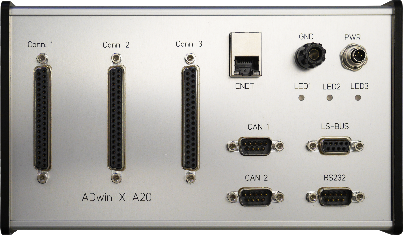 Conn. 1 Conn. 2 Conn. 3 GND PWR
ENET LED1 LED2 LED3
CAN 1 LS-BUS
CAN 2 RS232
ADwin X A20